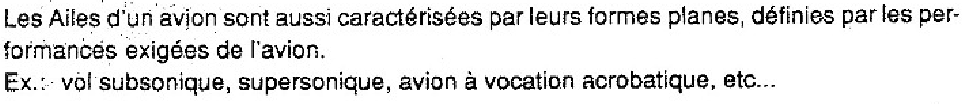 Les Ailes d'un avion sont aussi caractérisées par leurs formes planes, définies par les per-
formances exigées de l'avion.
Ex.: vol subsonique, supersonique, avion à vocation acrobatique, etc...